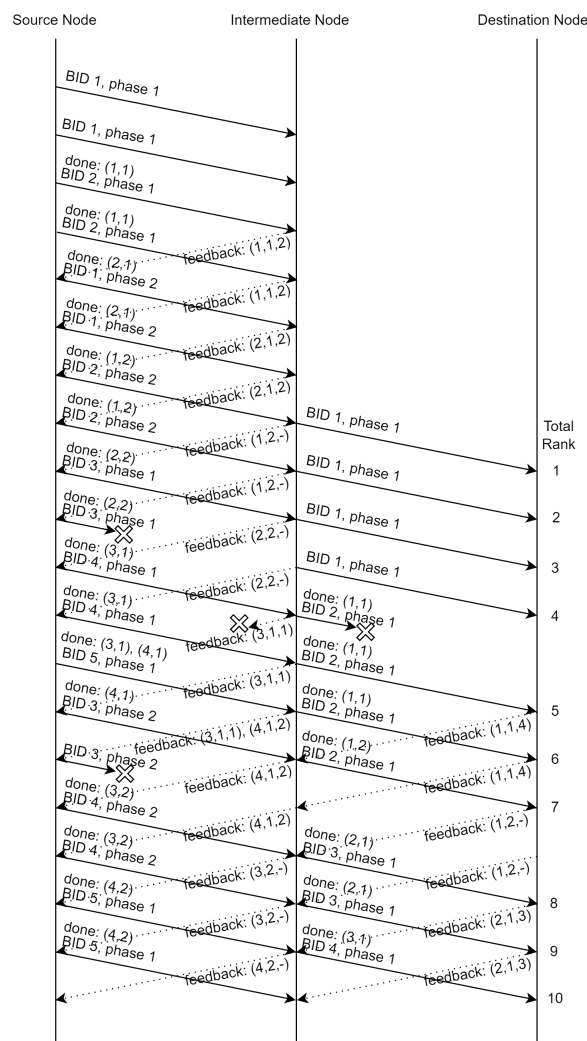 Source Node
Intermediate Node
Destination Node
BID 1, phase 1
BID 1, phase 1
done: (1,1)
BID 2, phase 1
done: (1,1)
BID 2, phase 1
feedback: (1,1,2)
done: (2,1)
BID 1, phase 2
feedback: (1,1,2)
done: (2,1)
BID 1, phase 2
feedback: (2,1,2)
done: (1,2)
BID 2, phase 2
feedback: (2,1,2)
done: (1,2)
BID 2, phase 2
BID 1, phase 1
Total
Rank
feedback: (1,2,-)
done: (2,2)
BID 3, phase 1
BID 1, phase 1
1
feedback: (1,2,-)
done: (2,2)
BID 3, phase 1
BID 1, phase 1
2
feedback: (2,2,-)
done: (3,1)
BID 4, phase 1
BID 1, phase 1
3
feedback: (2,2,-)
done: (3,1)
BID 4, phase 1
done: (1,1)
BID 2, phase 1
4
feedback: (3,1,1)
done: (3,1), (4,1)
BID 5, phase 1
done: (1,1)
BID 2, phase 1
feedback: (3,1,1)
done: (4,1)
BID 3, phase 2
done: (1,1)
BID 2, phase 1
5
feedback: (1,1,4)
feedback: (3,1,1), (4,1,2)
BID 3, phase 2
done: (1,2)
BID 2, phase 1
6
feedback: (1,1,4)
feedback: (4,1,2)
done: (3,2)
BID 4, phase 2
7
feedback: (1,2,-)
feedback: (4,1,2)
done: (3,2)
BID 4, phase 2
done: (2,1)
BID 3, phase 1
feedback: (1,2,-)
feedback: (3,2,-)
done: (4,2)
BID 5, phase 1
done: (2,1)
BID 3, phase 1
8
feedback: (2,1,3)
feedback: (3,2,-)
done: (4,2)
BID 5, phase 1
done: (3,1)
BID 4, phase 1
9
feedback: (2,1,3)
feedback: (4,2,-)
10